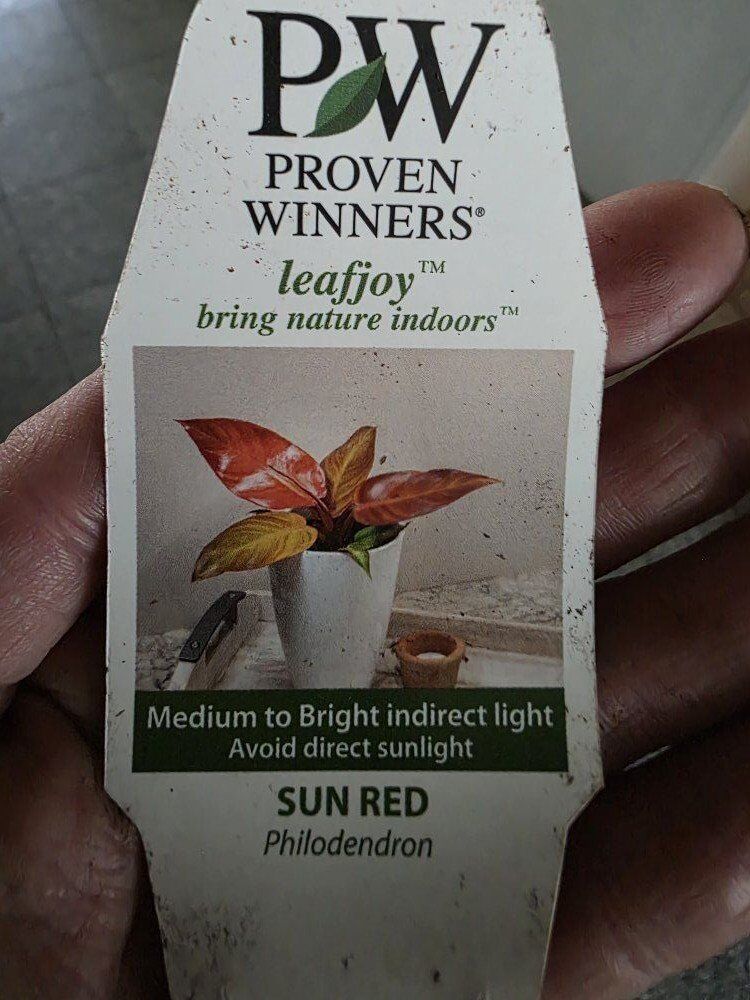 PW
PROVEN
WINNERS®
leafjoy™
bring nature indoors™
Medium to Bright indirect light
Avoid direct sunlight
SUN RED
Philodendron